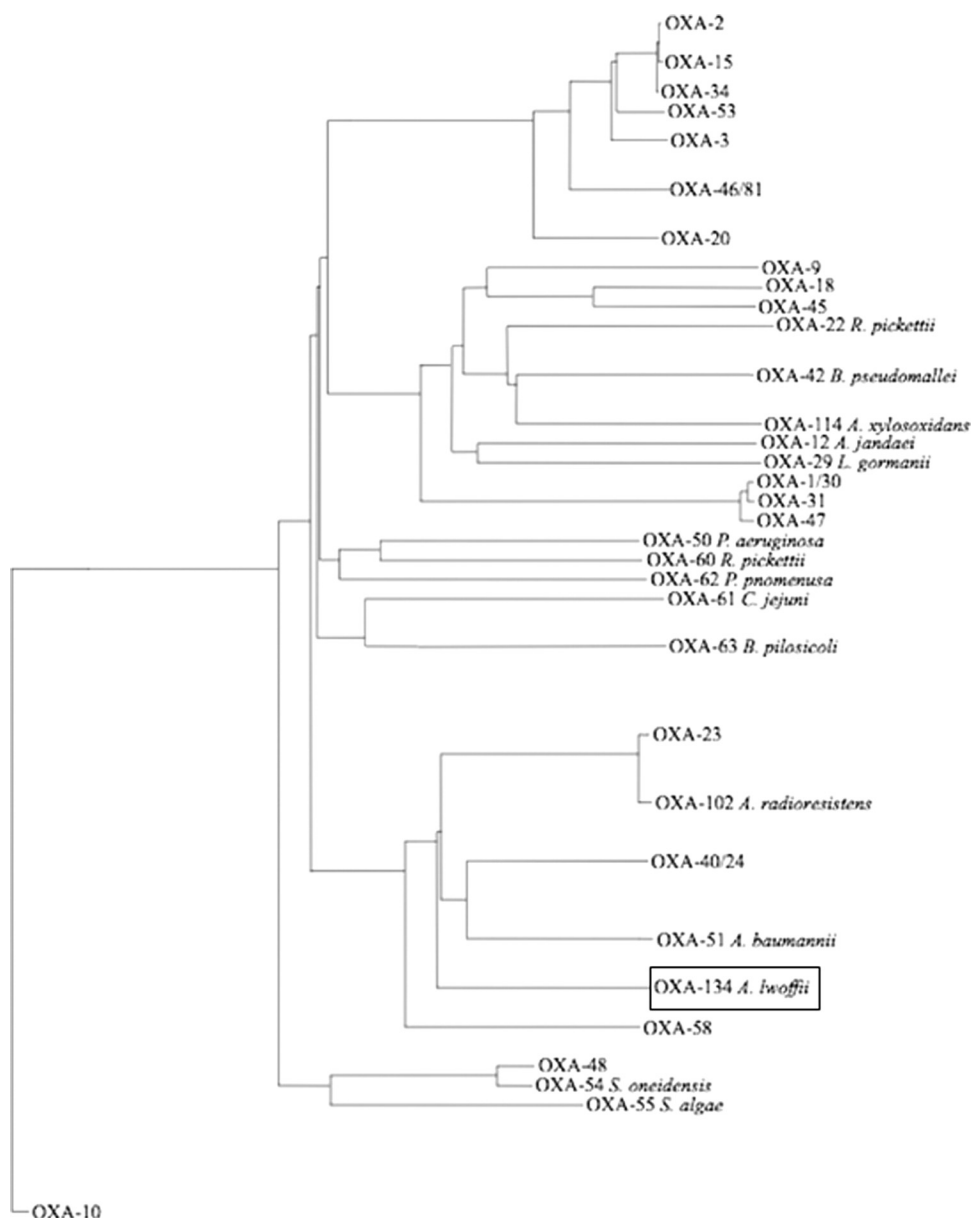 OXA-2
OXA-15
OXA-34
OXA-53
OXA-3
OXA-46/81
OXA-20
OXA-9
OXA-18
OXA-45
OXA-22 R. pickettii
OXA-42 B. pseudomallei
OXA-114 A. xylosoxidans
OXA-12 A. jandaei
OXA-29 L. gormanii
OXA-1/30
OXA-31
OXA-47
OXA-50 P. aeruginosa
OXA-60 R. pickettii
OXA-62 P. pnomenusa
OXA-61 C. jejuni
OXA-63 B. pilosicoli
OXA-23
OXA-102 A. radioresistens
OXA-40/24
OXA-51 A. baumannii
OXA-134 A. lwoffii
OXA-58
OXA-48
OXA-54 S. oneidensis
OXA-55 S. algae
OXA-10